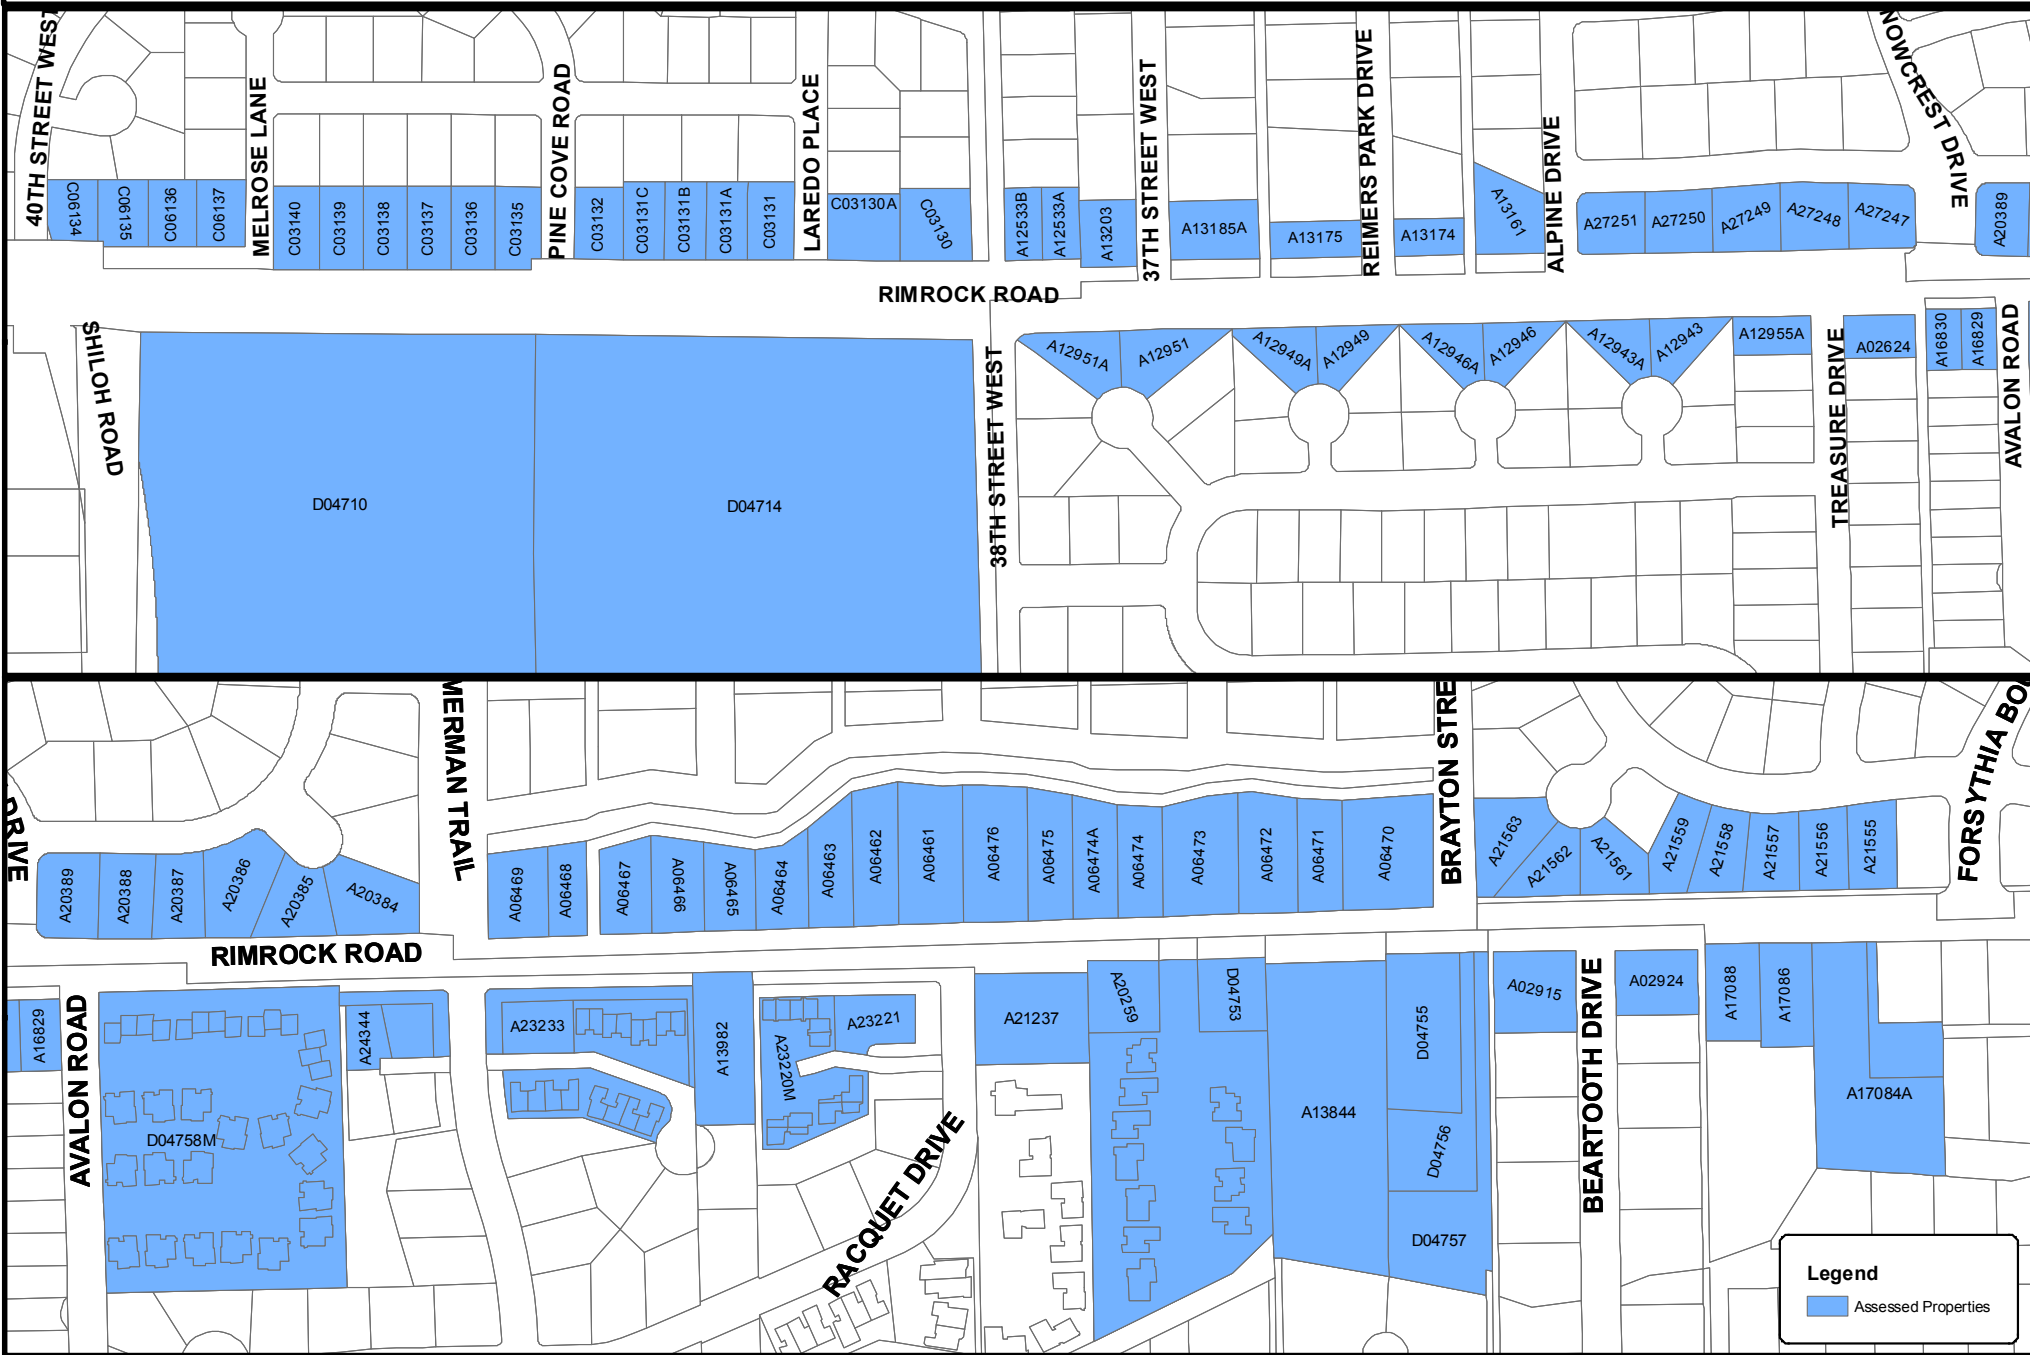 40TH STREET WEST
MELROSE LANE
PINE COVE ROAD
LAREDO PLACE
37TH STREET WEST
REIMERS PARK DRIVE
ALPINE DRIVE
NOWCREST DRIVE
C06134
C06135
C06136
C06137
C03140
C03139
C03138
C03137
C03136
C03135
C03132
C03131C
C03131B
C03131A
C03131
C03130A
C03130
A12533B
A12533A
A13203
A13185A
A13175
A13174
A13161
A27251
A27250
A27249
A27248
A27247
A20389
RIMROCK ROAD
SHILOH ROAD
D04710
D04714
38TH STREET WEST
A12951A
A12951
A12949A
A12949
A12946A
A12946
A12943A
A12943
A12955A
TREASURE DRIVE
A02624
A16830
A16829
AVALON ROAD
DRIVE
MERMAN TRAIL
BRAYTON STRE
FORSYTHIA BO
A20389
A20388
A20387
A20386
A20385
A20384
A06469
A06468
A06467
A06466
A06465
A06464
A06463
A06462
A06461
A06476
A06475
A06474A
A06474
A06473
A06472
A06471
A06470
A21563
A21562
A21561
A21559
A21558
A21557
A21556
A21555
RIMROCK ROAD
A16829
AVALON ROAD
D04758M
A24344
A23233
A13982
A23220M
A23221
RACQUET DRIVE
A21237
A20259
D04753
A13844
D04755
D04756
D04757
A02915
BEARTOOTH DRIVE
A02924
A17088
A17086
A17084A
Legend
Assessed Properties